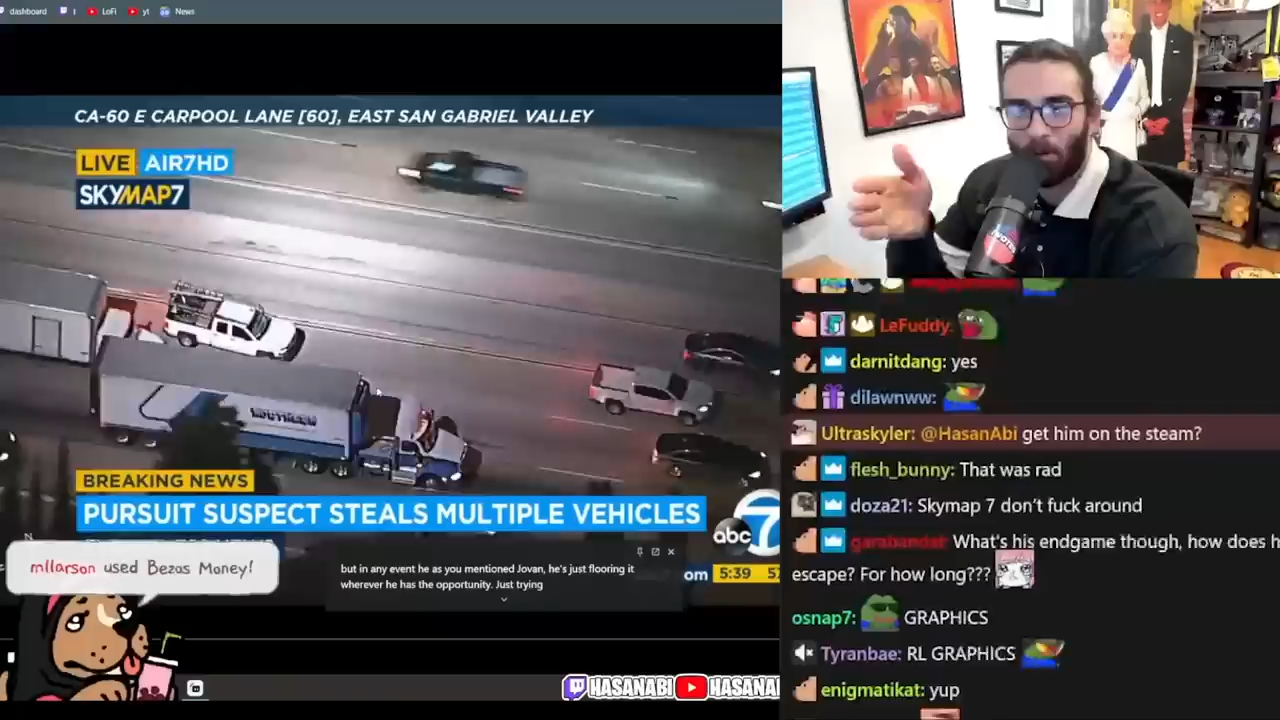 dashboard
LoFi
yt
News
CA-60 E CARPOOL LANE [60], EAST SAN GABRIEL VALLEY
LIVE AIR7HD
SKYMAP7
SOUTHERN
BREAKING NEWS
PURSUIT SUSPECT STEALS MULTIPLE VEHICLES
abc 7
om 5:39
but in any event he as you mentioned Jovan, he's just flooring it
wherever he has the opportunity. Just trying
mllarson used Bezos Money!
HASANABI HASANA
LeFuddy:
darnitdang: yes
dilawnww:
Ultraskyler: @HasanAbi get him on the steam?
flesh_bunny: That was rad
doza21: Skymap 7 don't fuck around
garabandat: What's his endgame though, how does h
escape? For how long???
osnap7: GRAPHICS
Tyranbae: RL GRAPHICS
enigmatikat: yup